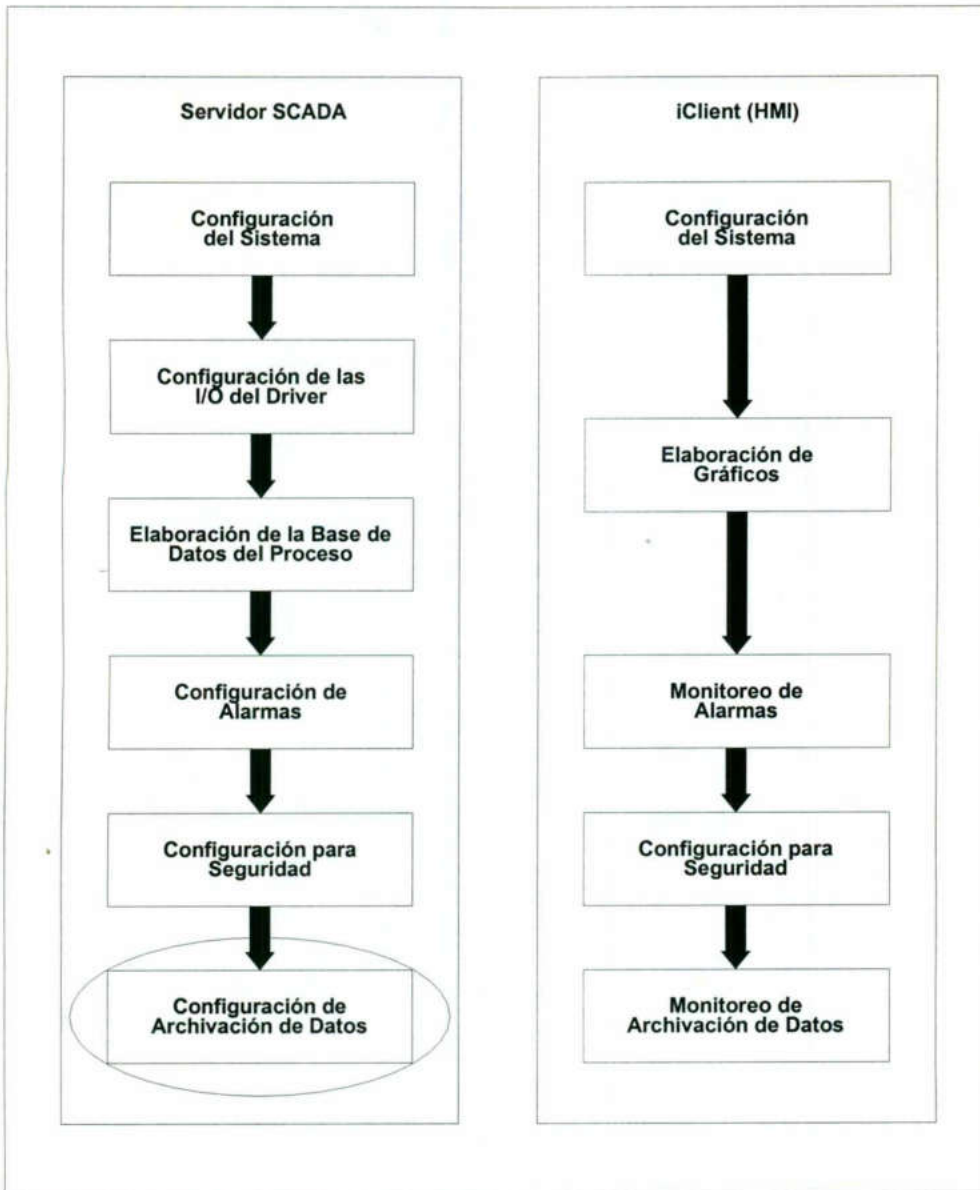 Servidor SCADA
Configuración
del Sistema
Configuración de las
I/O del Driver
Elaboración de la Base de
Datos del Proceso
Configuración de
Alarmas
Configuración para
Seguridad
Configuración de
Archivación de Datos
iClient (HMI)
Configuración
del Sistema
Elaboración de
Gráficos
Monitoreo de
Alarmas
Configuración para
Seguridad
Monitoreo de
Archivación de Datos